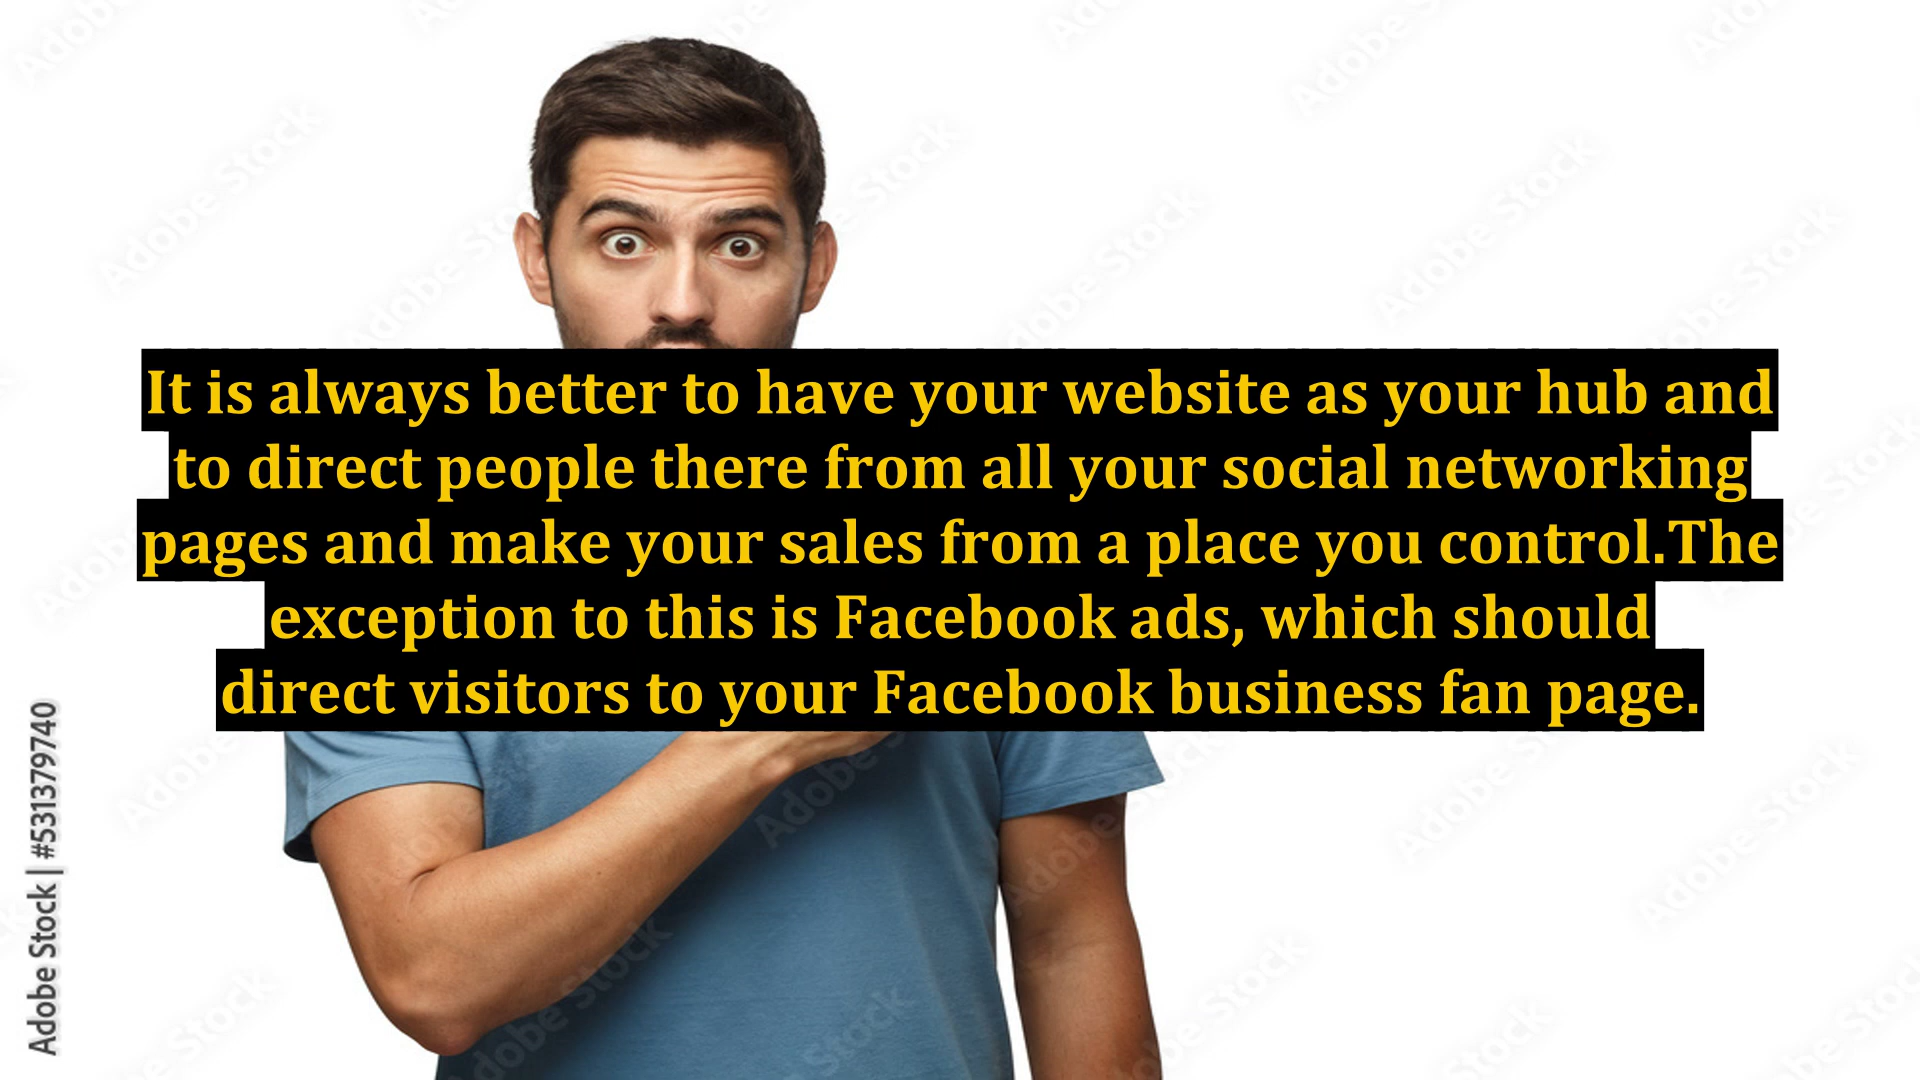 It is always better to have your website as your hub and
to direct people there from all your social networking
pages and make your sales from a place you control.The
exception to this is Facebook ads, which should
direct visitors to your Facebook business fan page.
Adobe Stock | #531379740
Adobe Stock